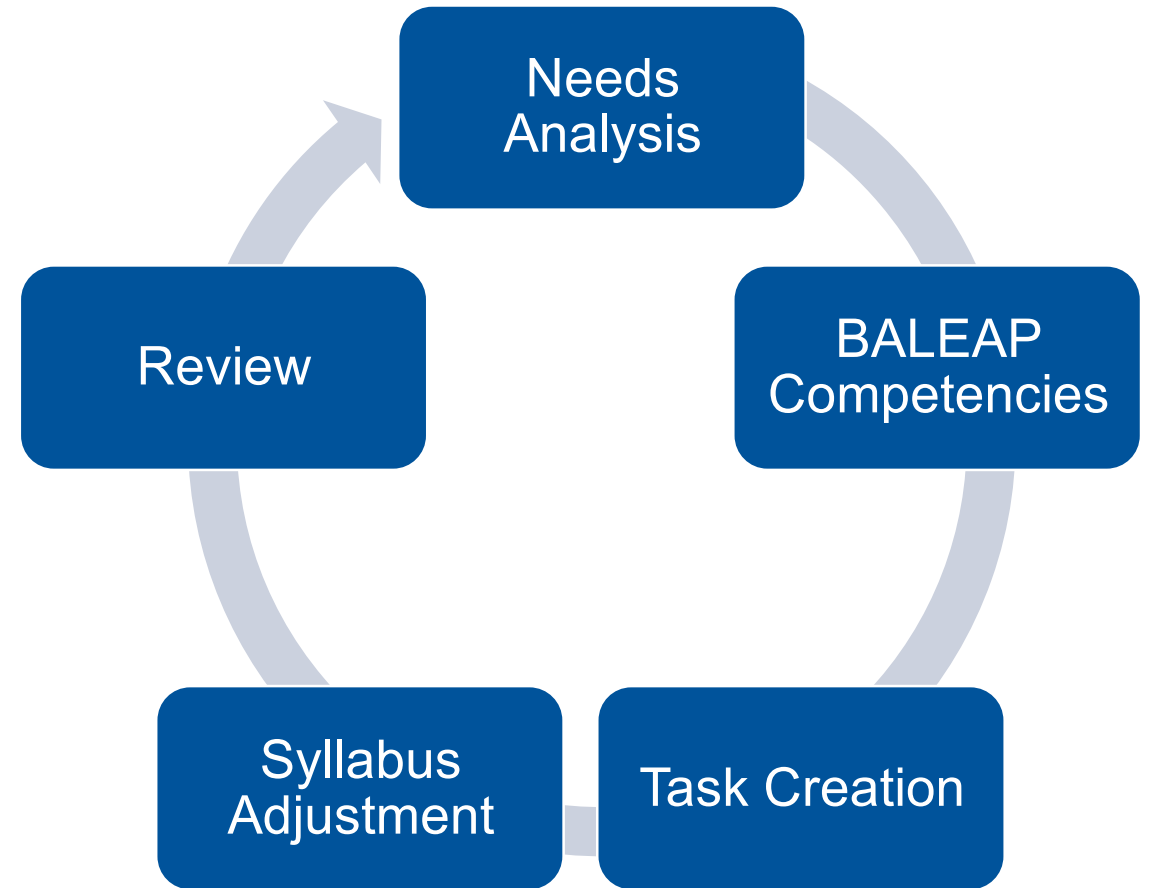 Needs
Analysis
BALEAP
Competencies
Task Creation
Syllabus
Adjustment
Review